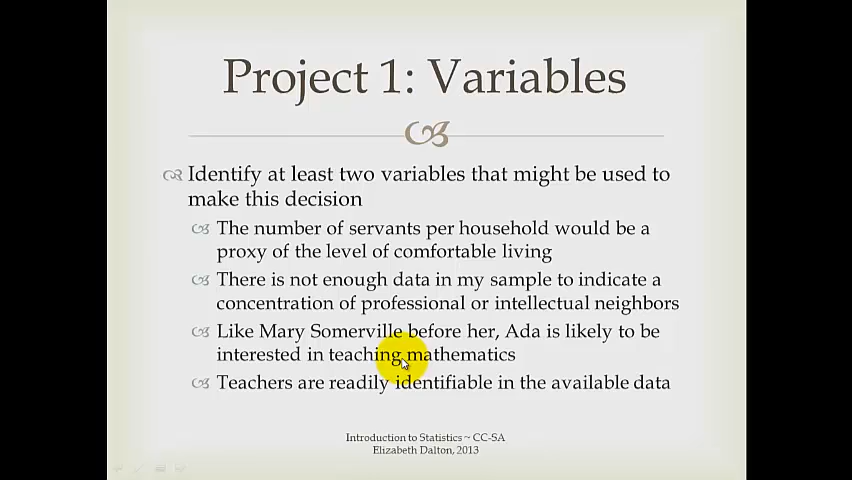 Project 1: Variables
Identify at least two variables that might be used to
make this decision
The number of servants per household would be a
proxy of the level of comfortable living
There is not enough data in my sample to indicate a
concentration of professional or intellectual neighbors
Like Mary Somerville before her, Ada is likely to be
interested in teaching mathematics
Teachers are readily identifiable in the available data
Introduction to Statistics ~ CC-SA
Elizabeth Dalton, 2013